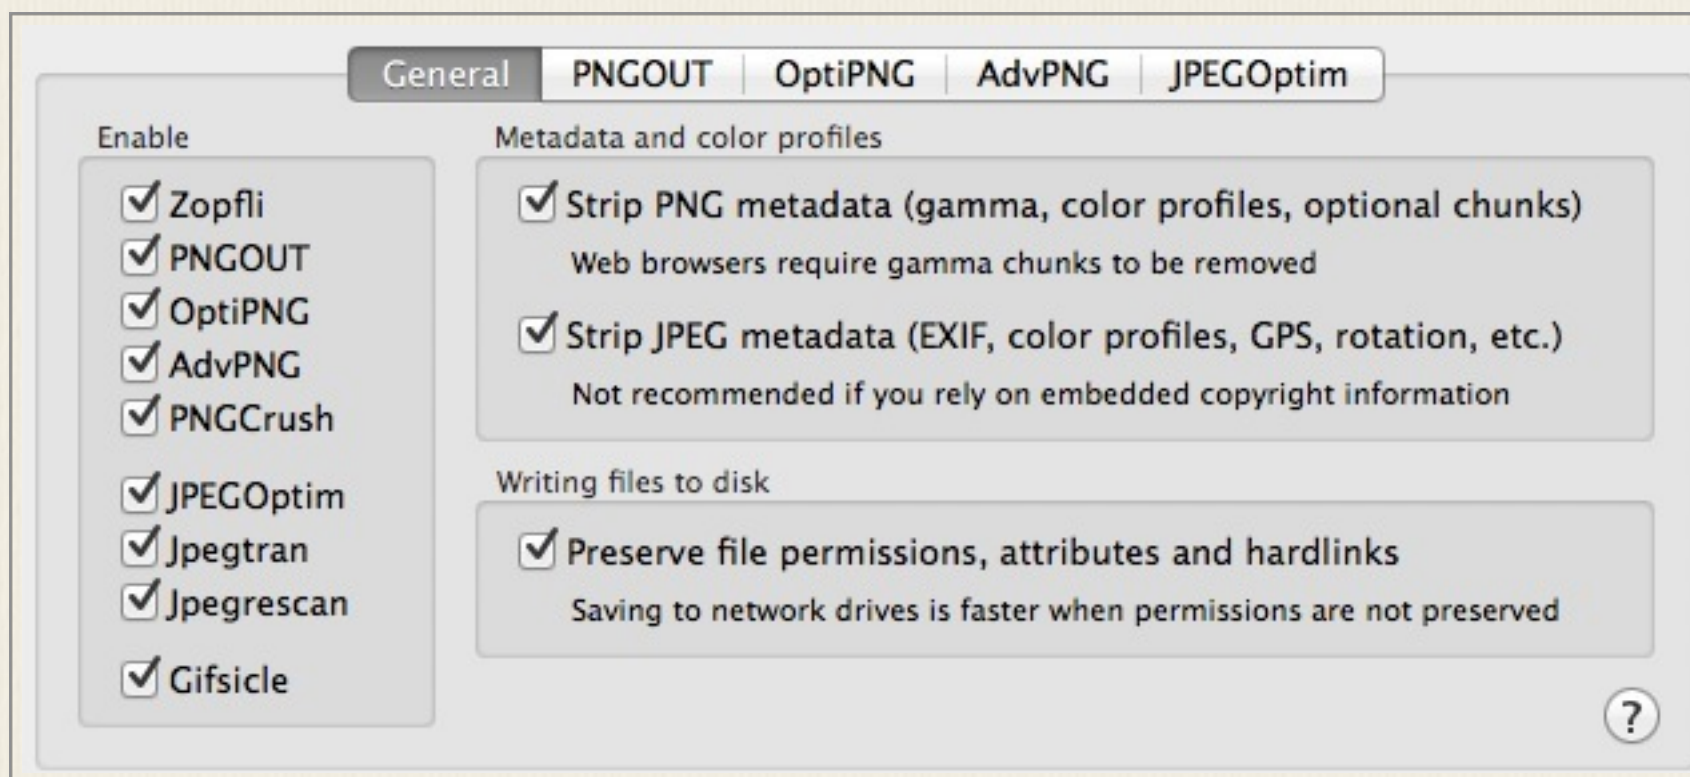 General PNGOUT OptiPNG AdvPNG JPEGOptim
Enable
Zopfli
PNGOUT
OptiPNG
AdvPNG
PNGCrush
JPEGOptim
Jpegtran
Jpegrescan
Gifsicle
Metadata and color profiles
Strip PNG metadata (gamma, color profiles, optional chunks)
Web browsers require gamma chunks to be removed
Strip JPEG metadata (EXIF, color profiles, GPS, rotation, etc.)
Not recommended if you rely on embedded copyright information
Writing files to disk
Preserve file permissions, attributes and hardlinks
Saving to network drives is faster when permissions are not preserved
?